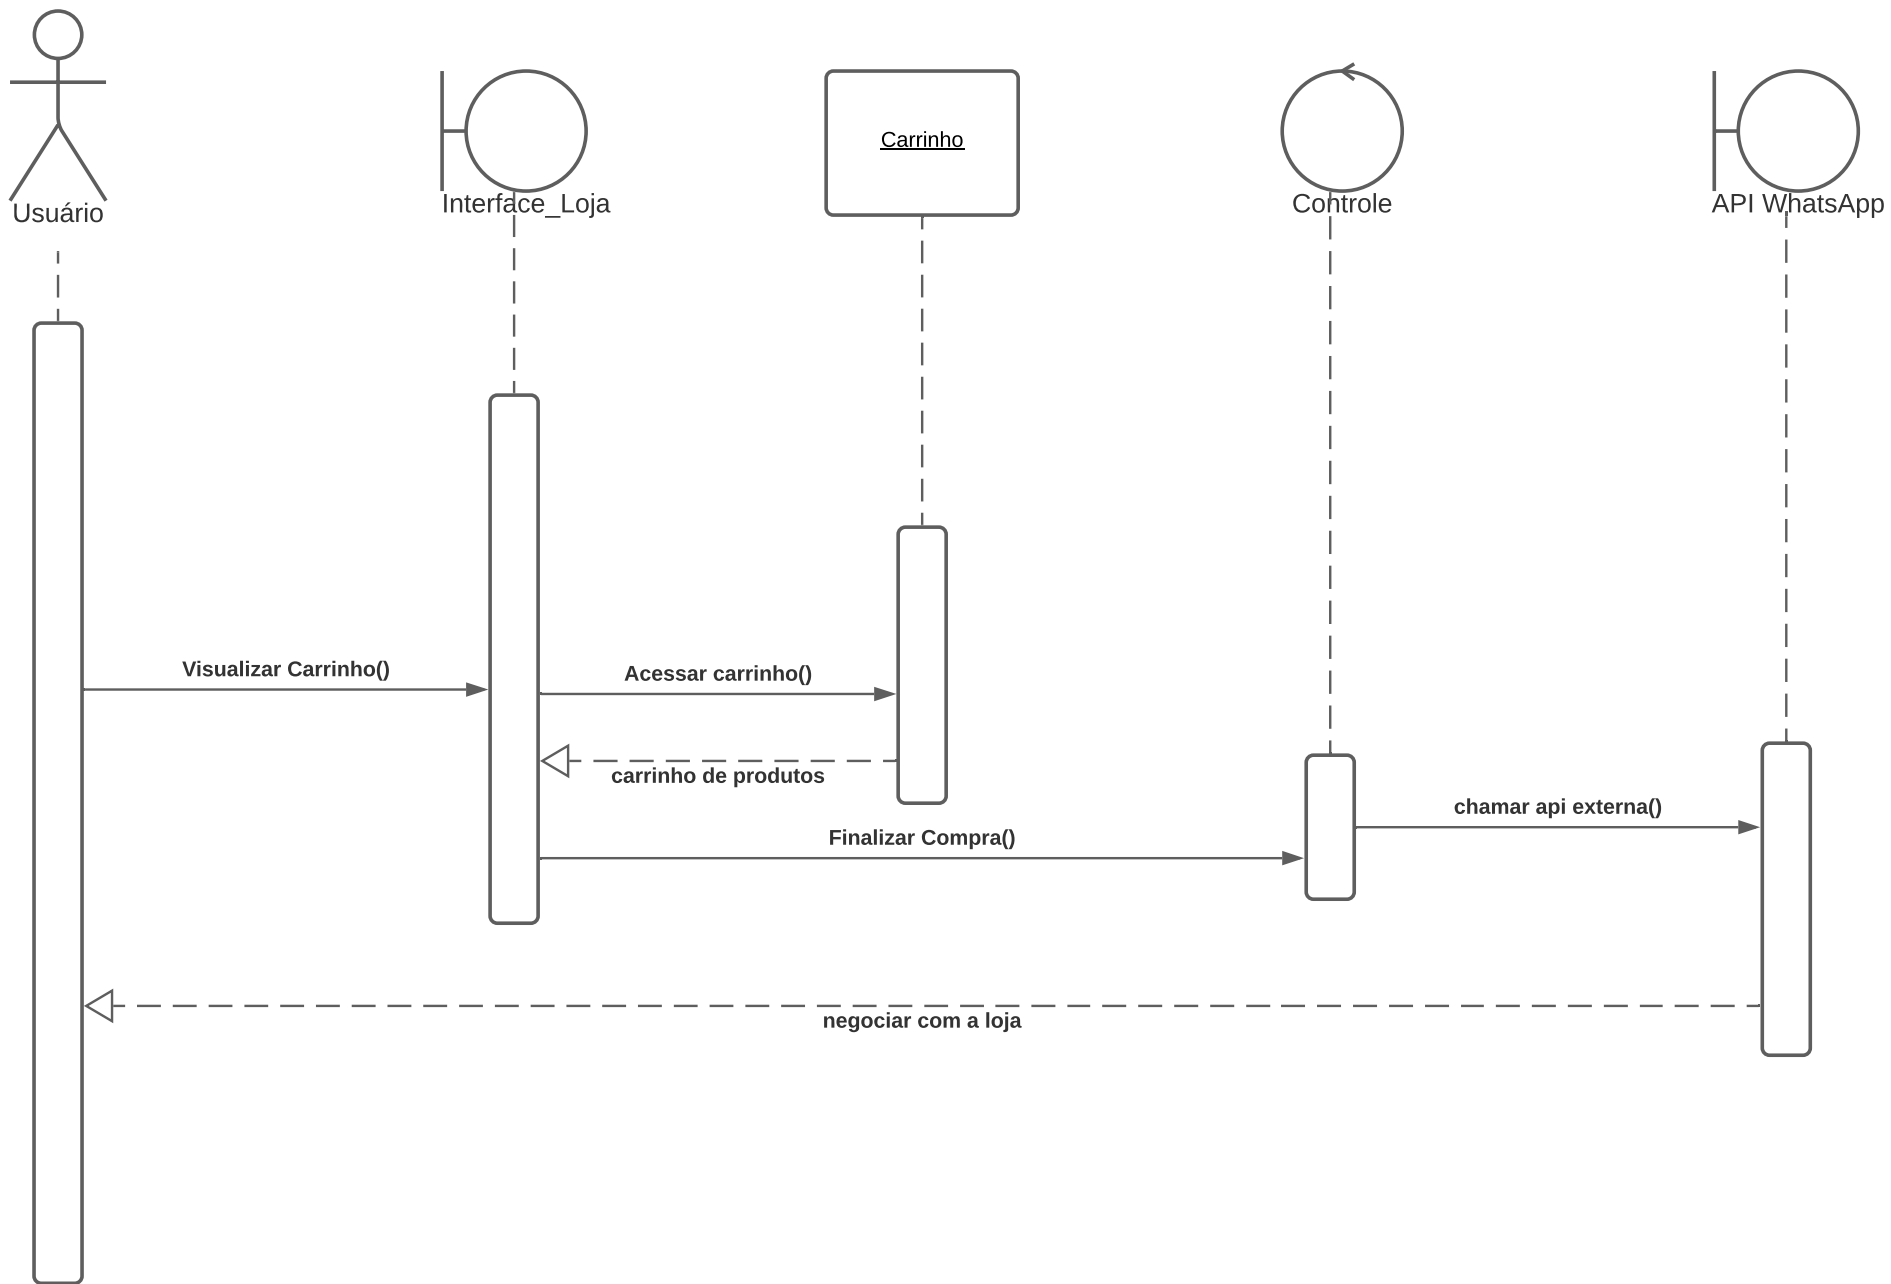 Usuário
Interface_Loja
Carrinho
Controle
API WhatsApp
Visualizar Carrinho()
Acessar carrinho()
carrinho de produtos
chamar api externa()
Finalizar Compra()
negociar com a loja